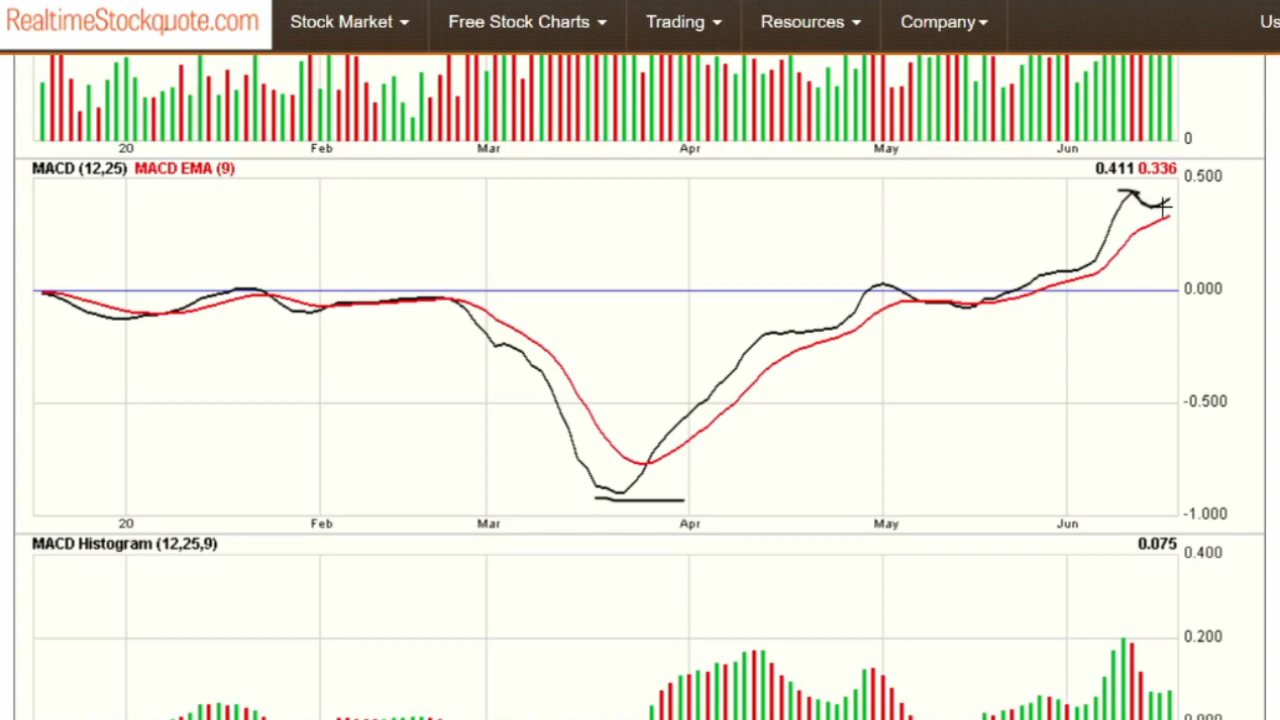 RealtimeStockquote.com Stock Market Free Stock Charts Trading Resources Company Us
0
20 Feb Mar Apr May Jun
MACD (12,25) MACD EMA (9) 0.411 0.336
0.500
0.000
-0.500
-1.000
20 Feb Mar Apr May Jun
MACD Histogram (12,25,9) 0.075
0.400
0.200
0.000